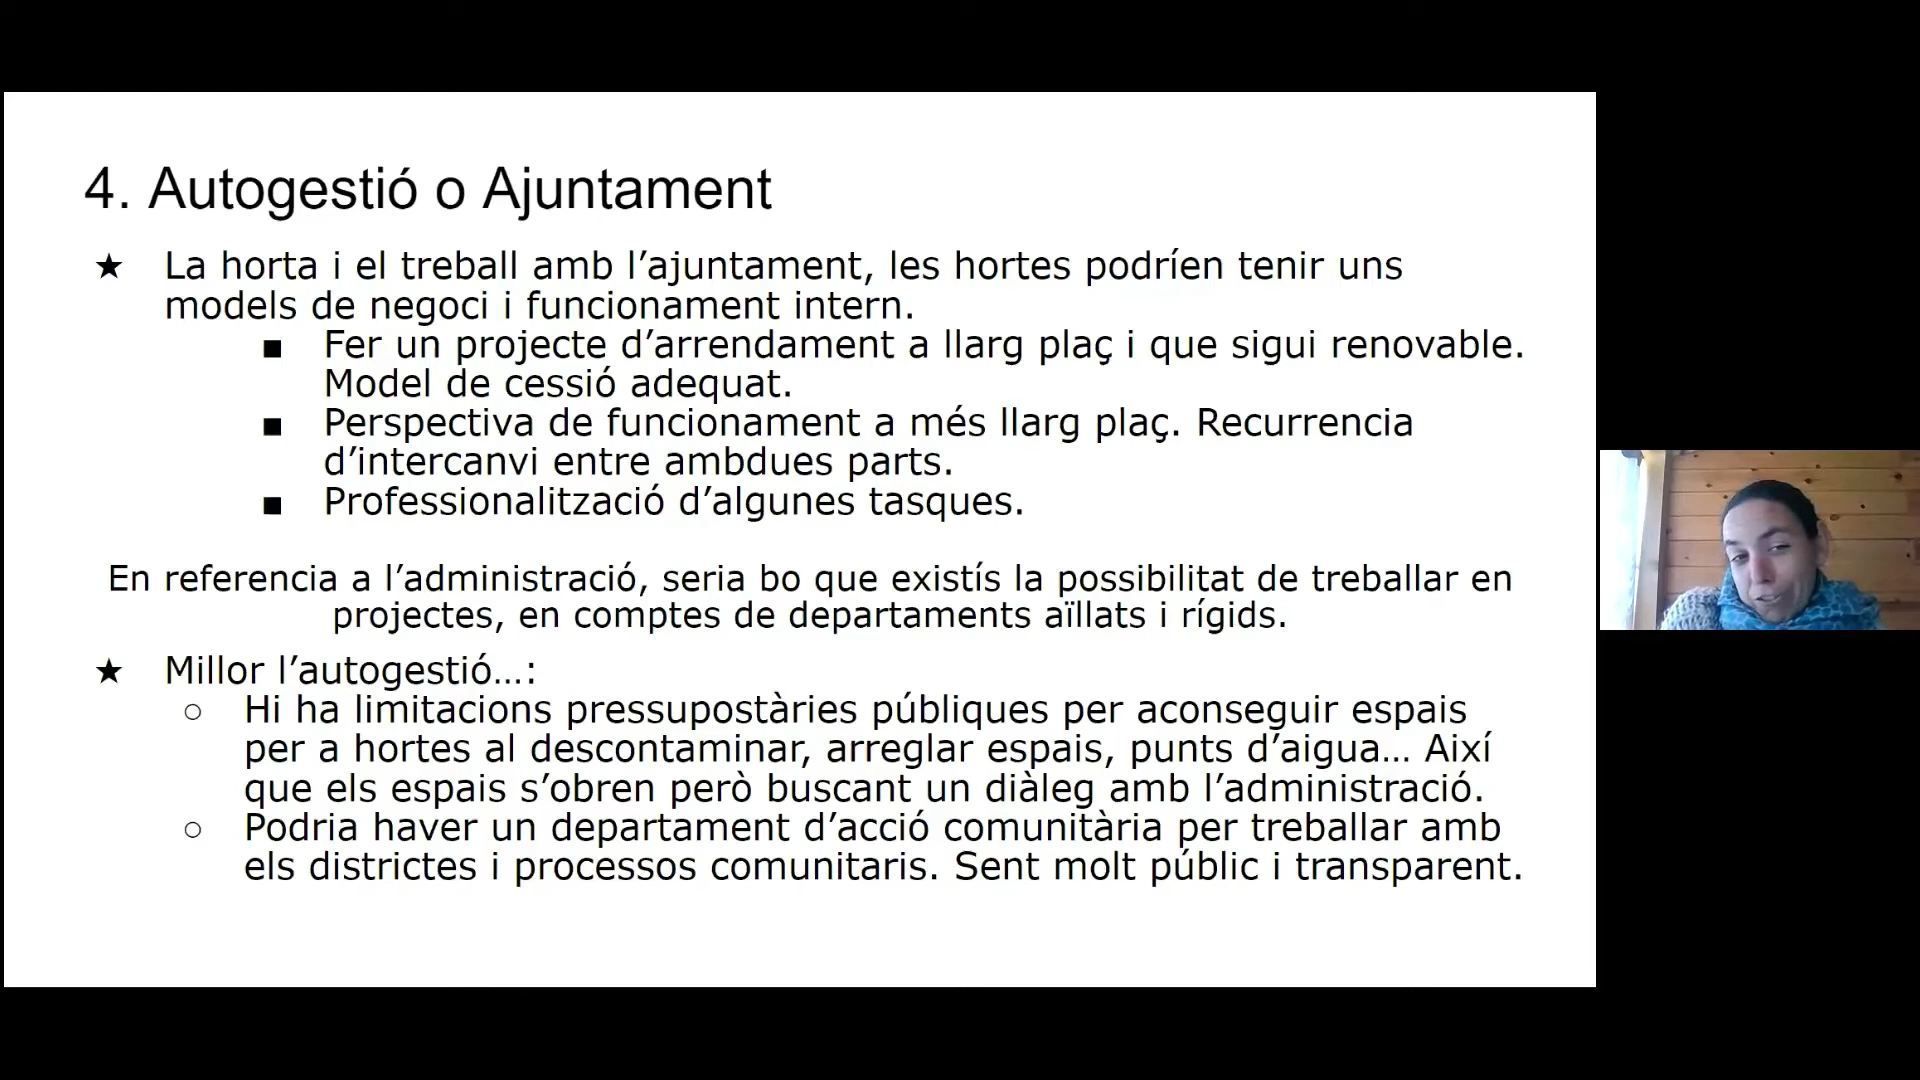 4. Autogestió o Ajuntament
★ La horta i el treball amb l’ajuntament, les hortes podríen tenir uns
models de negoci i funcionament intern.
■ Fer un projecte d’arrendament a llarg plaç i que sigui renovable.
Model de cessió adequat.
■ Perspectiva de funcionament a més llarg plaç. Recurrencia
d’intercanvi entre ambdues parts.
■ Professionalització d’algunes tasques.
En referencia a l’administració, seria bo que existís la possibilitat de treballar en
projectes, en comptes de departaments aïllats i rígids.
★ Millor l’autogestió…:
○ Hi ha limitacions pressupostàries públiques per aconseguir espais
per a hortes al descontaminar, arreglar espais, punts d’aigua… Així
que els espais s’obren però buscant un diàleg amb l’administració.
○ Podria haver un departament d’acció comunitària per treballar amb
els districtes i processos comunitaris. Sent molt públic i transparent.